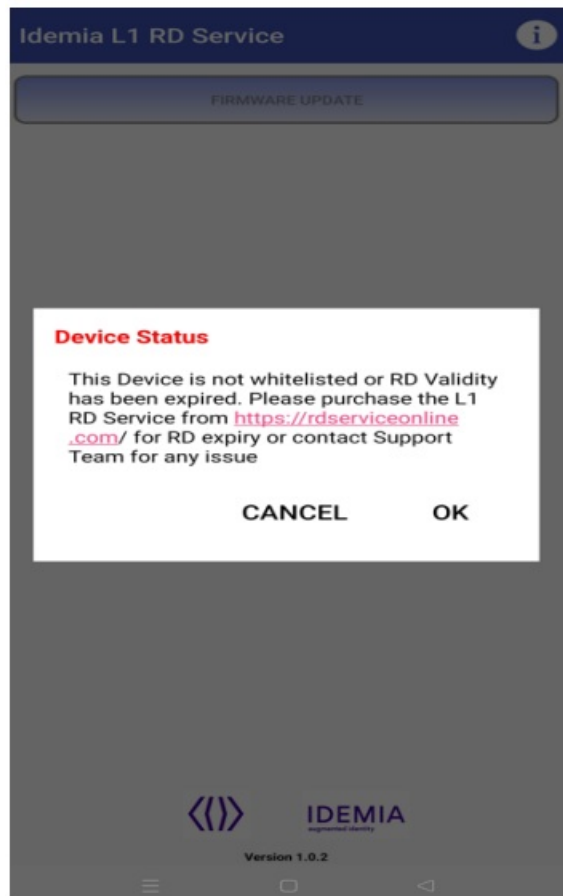 Idemia L1 RD Service
i
FIRMWARE UPDATE
Device Status
This Device is not whitelisted or RD Validity
has been expired. Please purchase the L1
RD Service from https://rdserviceonline
.com/ for RD expiry or contact Support
Team for any issue
CANCEL OK
IDEMIA
augmented identity
Version 1.0.2